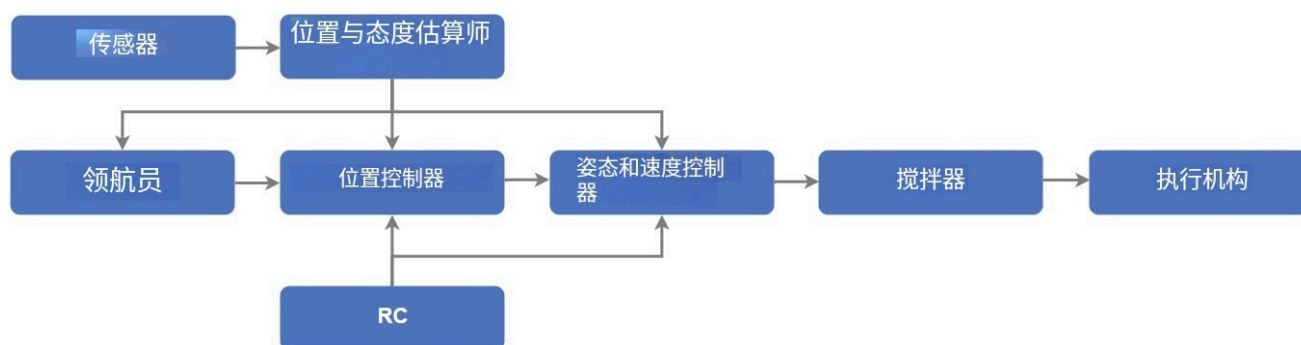 传感器
位置与态度估算师
领航员
位置控制器
姿态和速度控制
器
搅拌器
执行机构
RC